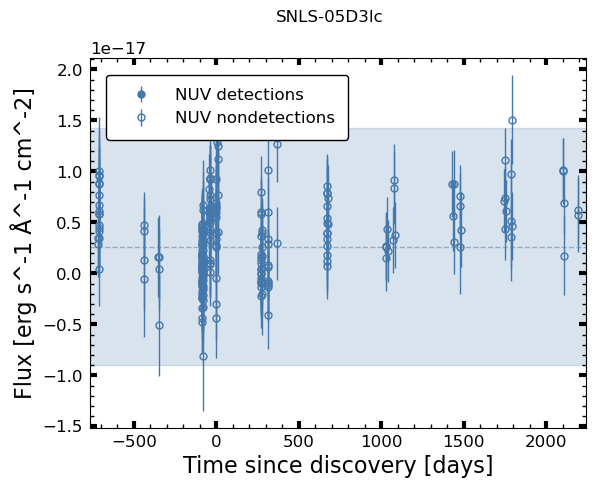 SNLS-05D3lc
1e−17
NUV detections
NUV nondetections
2.0
1.5
1.0
0.5
0.0
−0.5
−1.0
−1.5
Flux [erg s^-1 Å^-1 cm^-2]
−500 0 500 1000 1500 2000
Time since discovery [days]